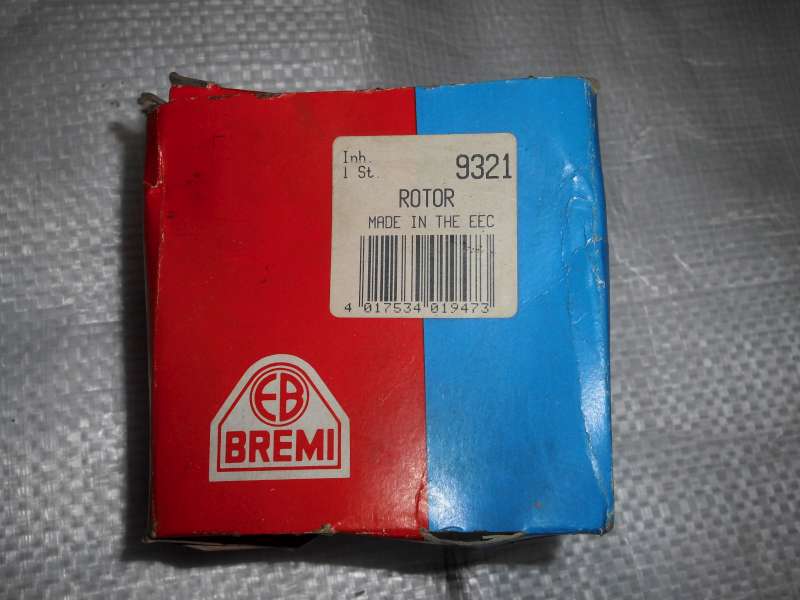 Inh.
1 St.
9321
ROTOR
MADE IN THE EEC
4 017534 019473
EB
BREMI